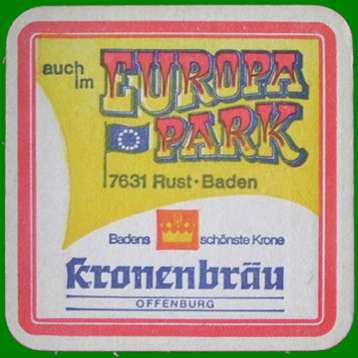 auch
im
EUROPA
PARK
7631 Rust · Baden
Badens schönste Krone
Kronenbräu
OFFENBURG